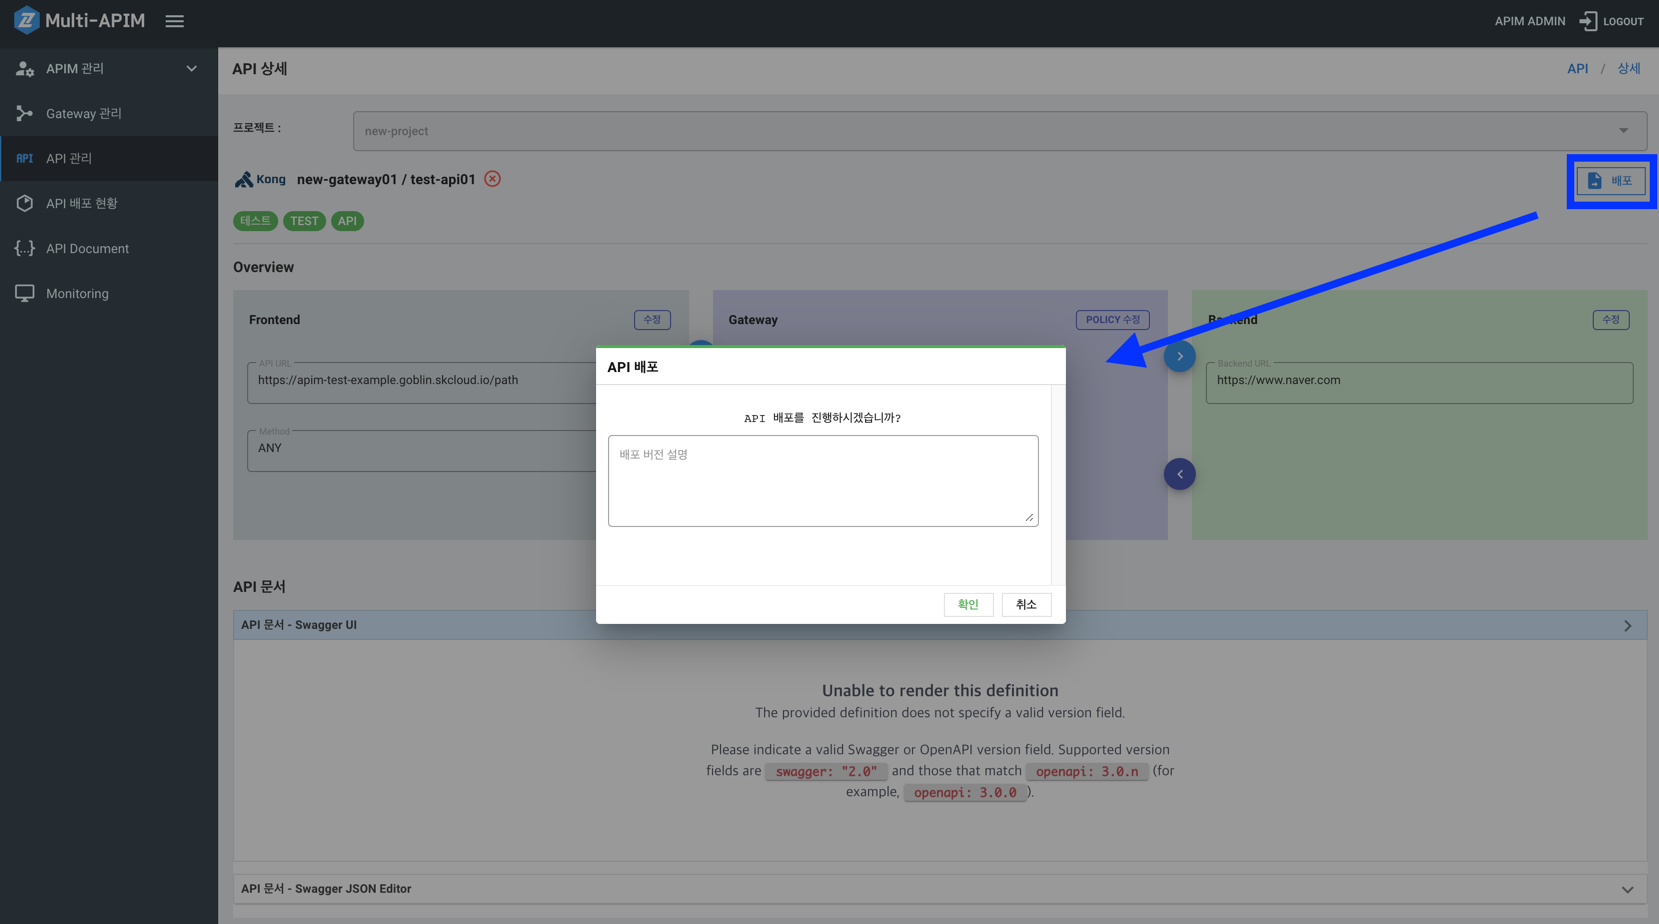 Multi-APIM
APIM ADMIN
LOGOUT
APIM 관리
Gateway 관리
API API 관리
API 배포 현황
{...} API Document
Monitoring
API 상세
API / 상세
프로젝트 :
new-project
Kong new-gateway01 / test-api01
배포
테스트 TEST API
Overview
Frontend
수정
Gateway
POLICY 수정
Backend
수정
API URL
https://apim-test-example.goblin.skcloud.io/path
Method
ANY
Backend URL
https://www.naver.com
API 배포
API 배포를 진행하시겠습니까?
배포 버전 설명
확인
취소
API 문서
API 문서 - Swagger UI
Unable to render this definition
The provided definition does not specify a valid version field.
Please indicate a valid Swagger or OpenAPI version field. Supported version
fields are swagger: "2.0" and those that match openapi: 3.0.n (for
example, openapi: 3.0.0 ).
API 문서 - Swagger JSON Editor